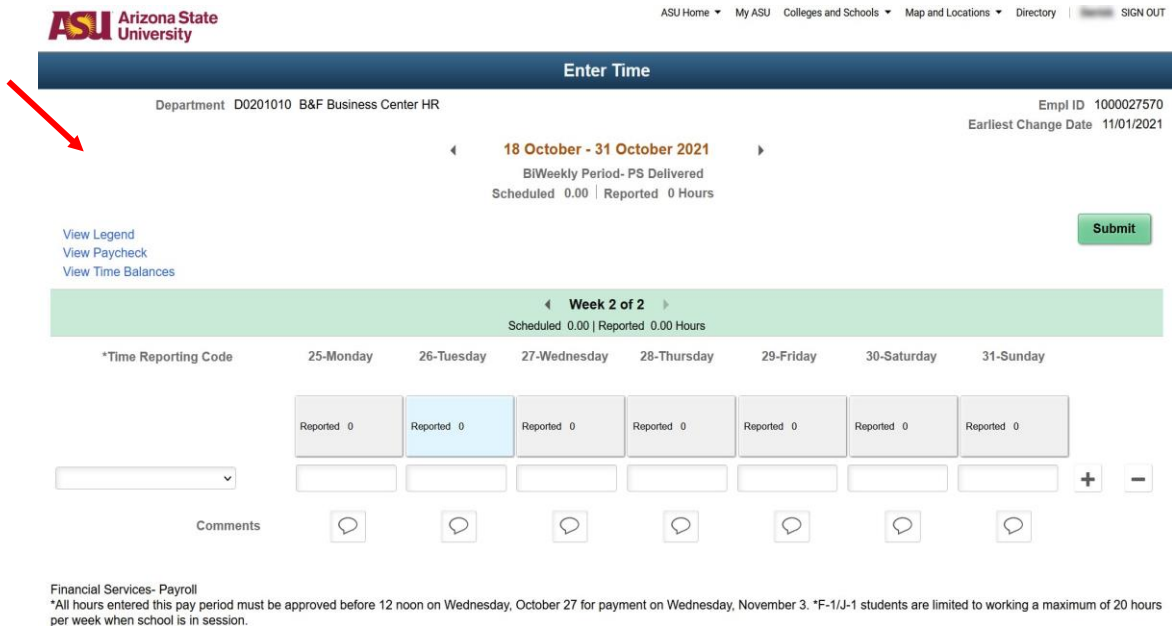 ASU Arizona State University
ASU Home My ASU Colleges and Schools Map and Locations Directory SIGN OUT
Enter Time
Department D0201010 B&F Business Center HR
Empl ID 1000027570
Earliest Change Date 11/01/2021
18 October - 31 October 2021
BiWeekly Period- PS Delivered
Scheduled 0.00 | Reported 0 Hours
Submit
View Legend
View Paycheck
View Time Balances
Week 2 of 2
Scheduled 0.00 | Reported 0.00 Hours
*Time Reporting Code 25-Monday 26-Tuesday 27-Wednesday 28-Thursday 29-Friday 30-Saturday 31-Sunday
Reported 0 Reported 0 Reported 0 Reported 0 Reported 0 Reported 0 Reported 0
Comments
Financial Services- Payroll
*All hours entered this pay period must be approved before 12 noon on Wednesday, October 27 for payment on Wednesday, November 3. *F-1/J-1 students are limited to working a maximum of 20 hours
per week when school is in session.